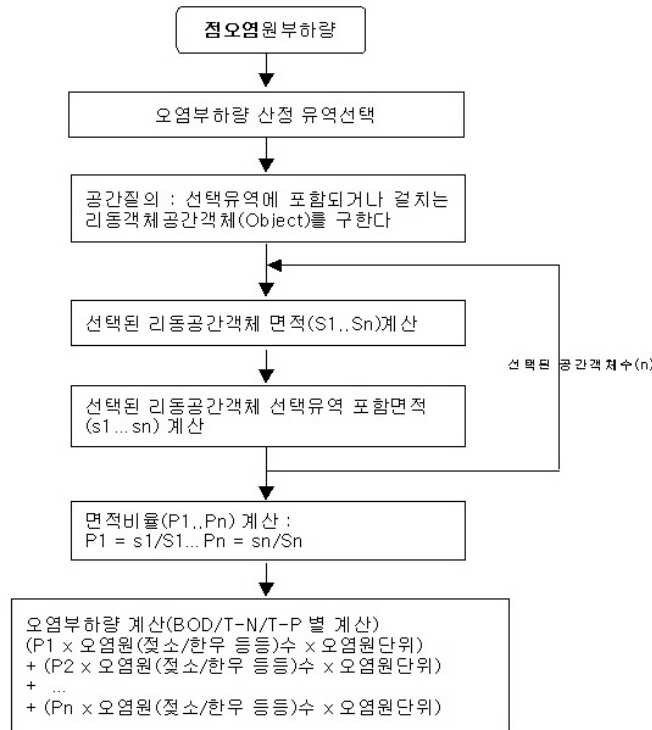 점오염원부하량
오염부하량 산정 유역선택
공간질의 : 선택유역에 포함되거나 걸치는
리동객체공간객체(Object)를 구한다
선택된 리동공간객체 면적(S1..Sn)계산
선택된 공간객체수(n)
선택된 리동공간객체 선택유역 포함면적
(s1...sn) 계산
면적비율(P1..Pn) 계산 :
P1 = s1/S1... Pn = sn/Sn
오염부하량 계산(BOD/T-N/T-P 별 계산)
(P1 x 오염원(젖소/한우 등등)수 x 오염원단위)
+ (P2 x 오염원(젖소/한우 등등)수 x 오염원단위)
+ ...
+ (Pn x 오염원(젖소/한우 등등)수 x 오염원단위)